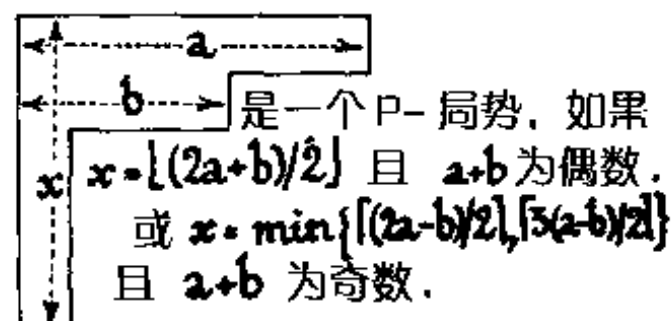 a
b 是一个 P-局势. 如果
x x = ⌊(2a+b)/2⌋ 且 a+b 为偶数.
或 x = min{⌈(2a-b)/2⌉,⌈3(a-b)/2⌉}
且 a+b 为奇数.